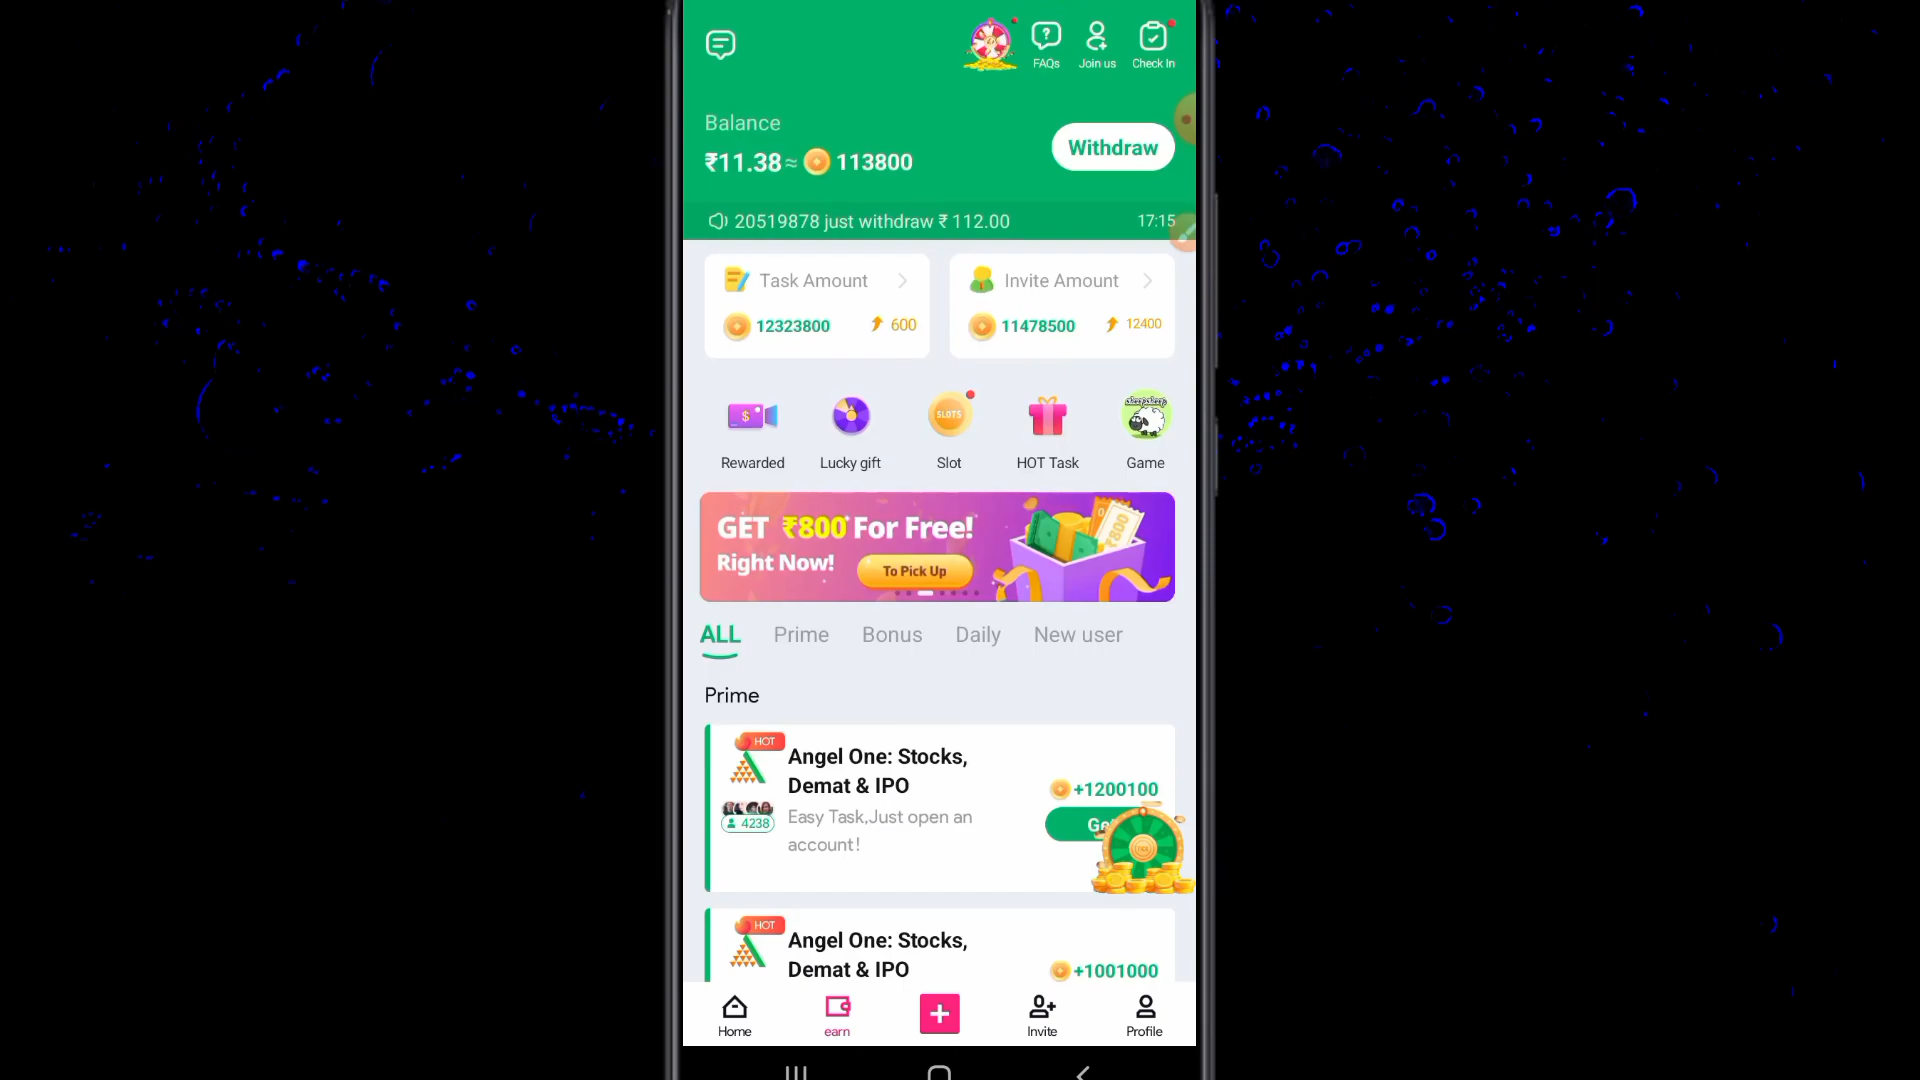 FAQs
Join us
Check In
Balance
₹11.38≈ 113800
Withdraw
20519878 just withdraw ₹ 112.00
17:15
Task Amount
12323800
600
Invite Amount
11478500
12400
$
SLOTS
sheepsheep
Rewarded
Lucky gift
Slot
HOT Task
Game
GET ₹800 For Free!
Right Now!
To Pick Up
₹800
ALL
Prime
Bonus
Daily
New user
Prime
HOT
Angel One: Stocks,
Demat & IPO
+1200100
4238
Easy Task,Just open an
account!
HOT
Angel One: Stocks,
Demat & IPO
+1001000
Home
earn
Invite
Profile